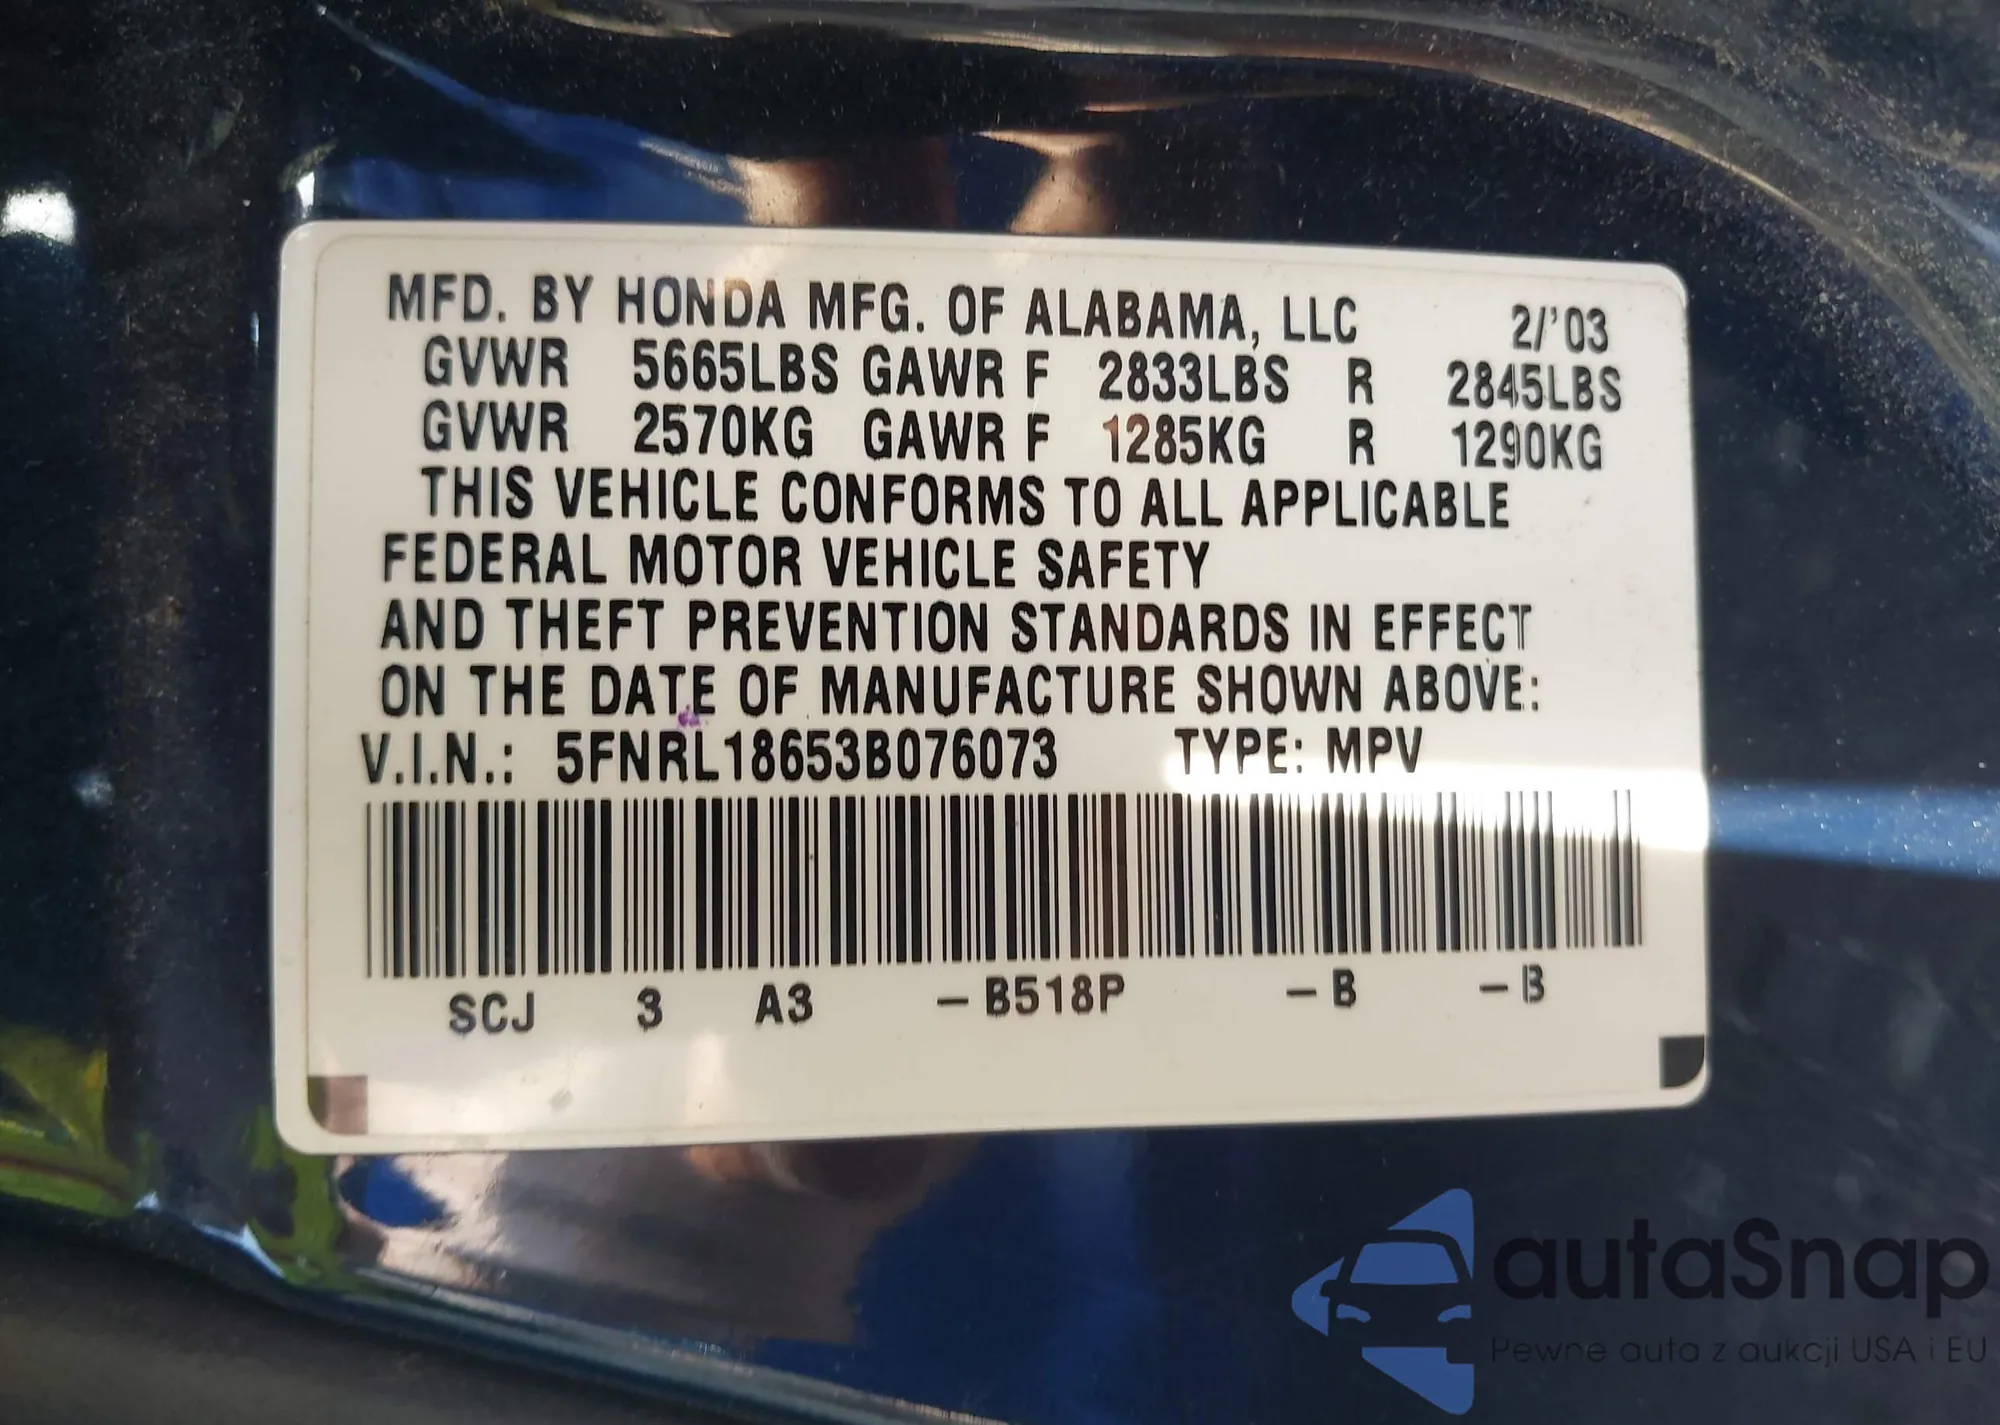 MFD. BY HONDA MFG. OF ALABAMA, LLC 2/'03
GVWR 5665LBS GAWR F 2833LBS R 2845LBS
GVWR 2570KG GAWR F 1285KG R 1290KG
THIS VEHICLE CONFORMS TO ALL APPLICABLE
FEDERAL MOTOR VEHICLE SAFETY
AND THEFT PREVENTION STANDARDS IN EFFECT
ON THE DATE OF MANUFACTURE SHOWN ABOVE:
V.I.N.: 5FNRL18653B076073 TYPE: MPV
SCJ 3 A3 –B518P –B –B
autaSnap
Pewne auta z aukcji USA i EU